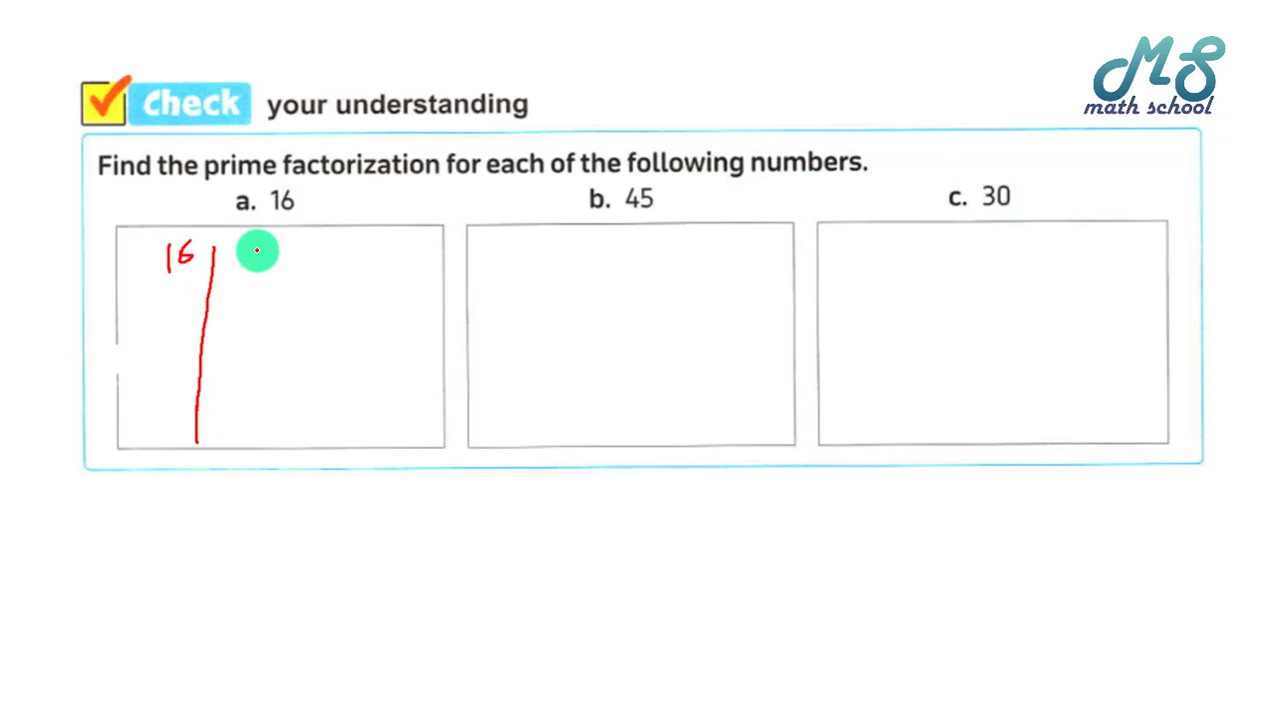 MS
math school
Check your understanding
Find the prime factorization for each of the following numbers.
a. 16
b. 45
c. 30
16